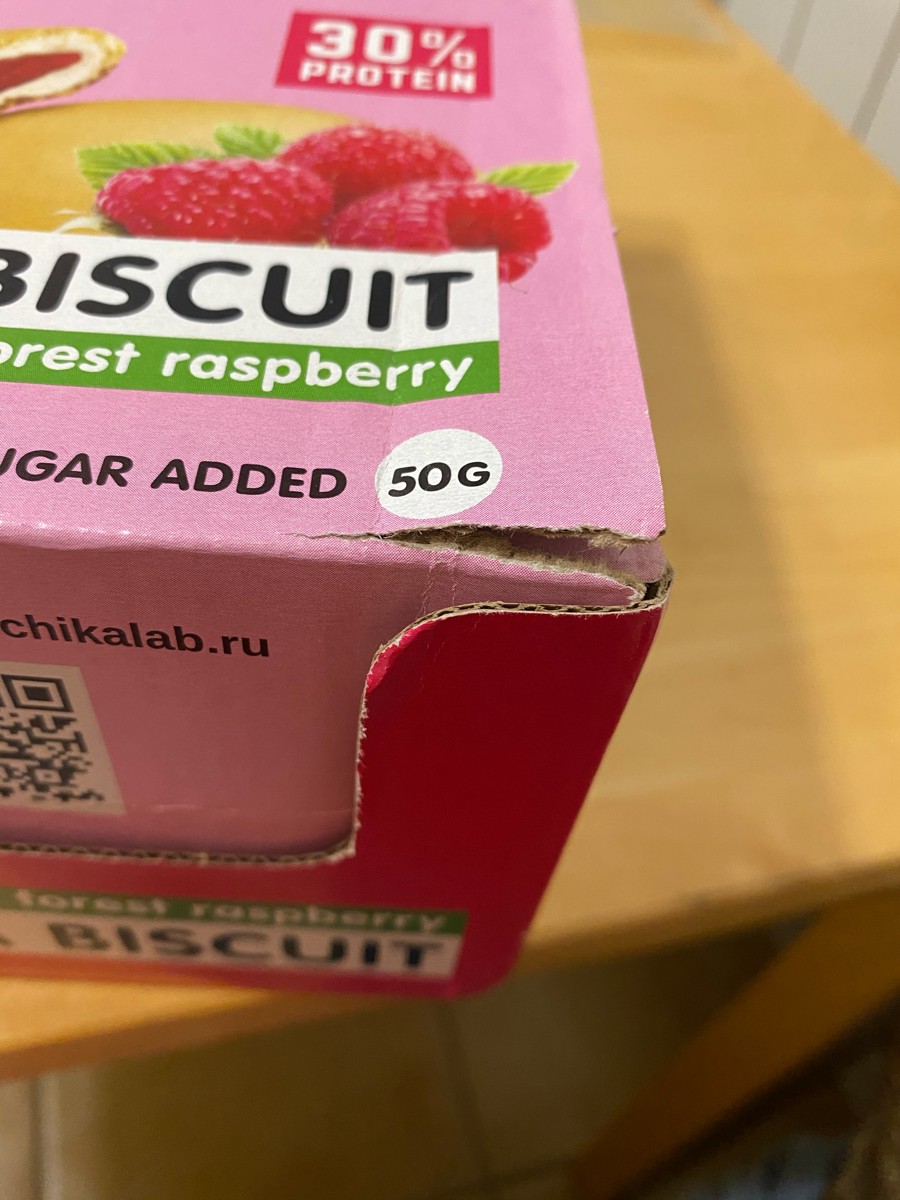 30%
PROTEIN
BISCUIT
orest raspberry
UGAR ADDED 50G
chikalab.ru
forest raspberry
BISCUIT